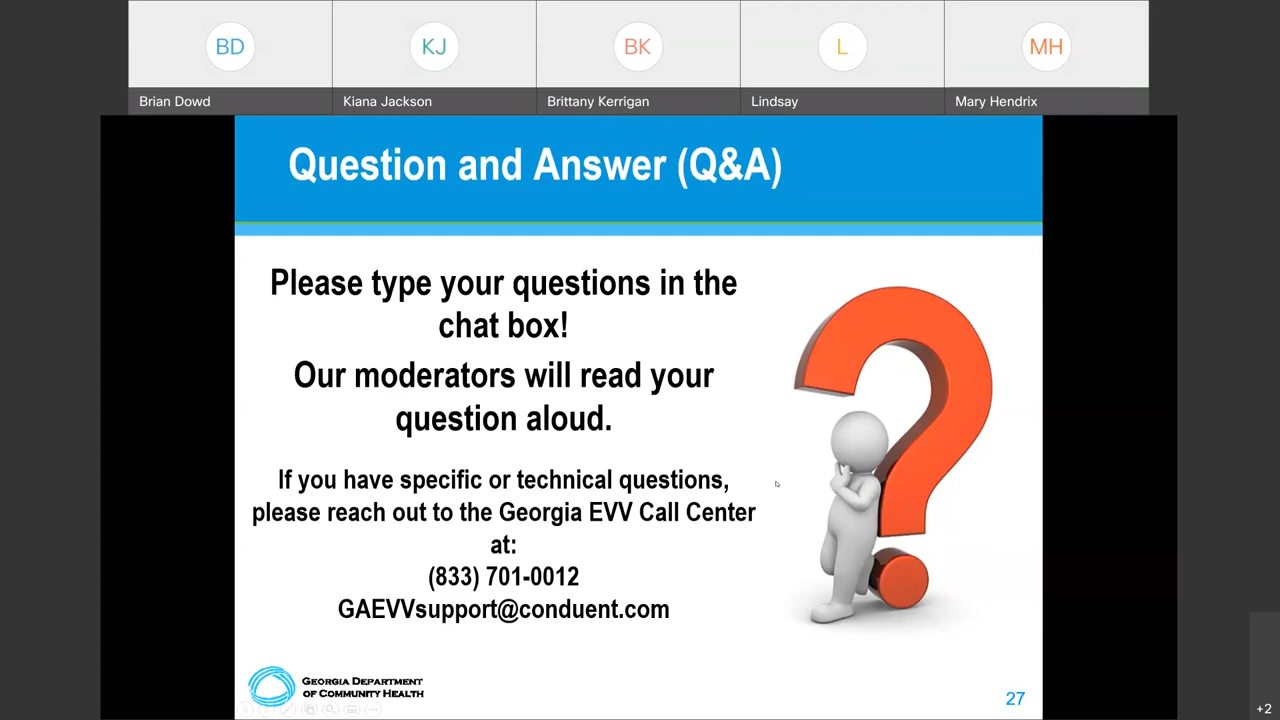 BD
KJ
BK
L
MH
Brian Dowd
Kiana Jackson
Brittany Kerrigan
Lindsay
Mary Hendrix
Question and Answer (Q&A)
Please type your questions in the
chat box!
Our moderators will read your
question aloud.
If you have specific or technical questions,
please reach out to the Georgia EVV Call Center
at:
(833) 701-0012
GAEVVsupport@conduent.com
GEORGIA DEPARTMENT
OF COMMUNITY HEALTH
27
+2